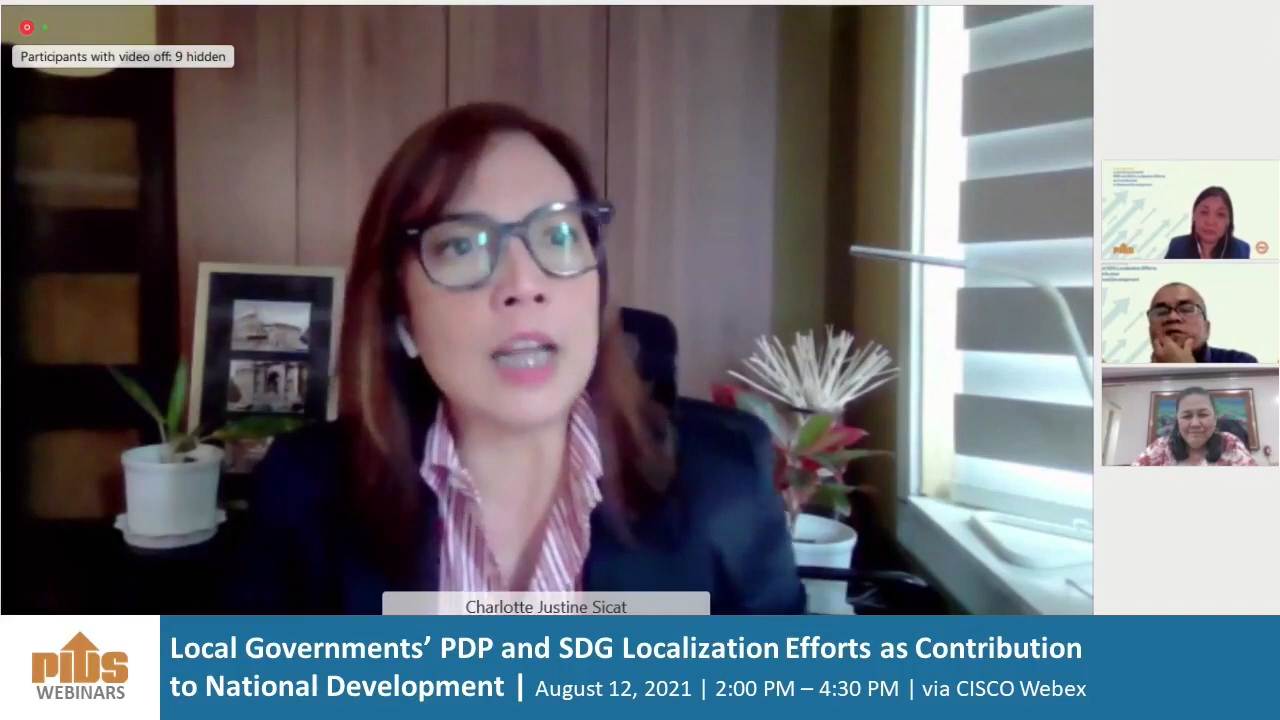 Participants with video off: 9 hidden
Charlotte Justine Sicat
PIDS
WEBINARS
Local Governments' PDP and SDG Localization Efforts as Contribution
to National Development | August 12, 2021 | 2:00 PM – 4:30 PM | via CISCO Webex